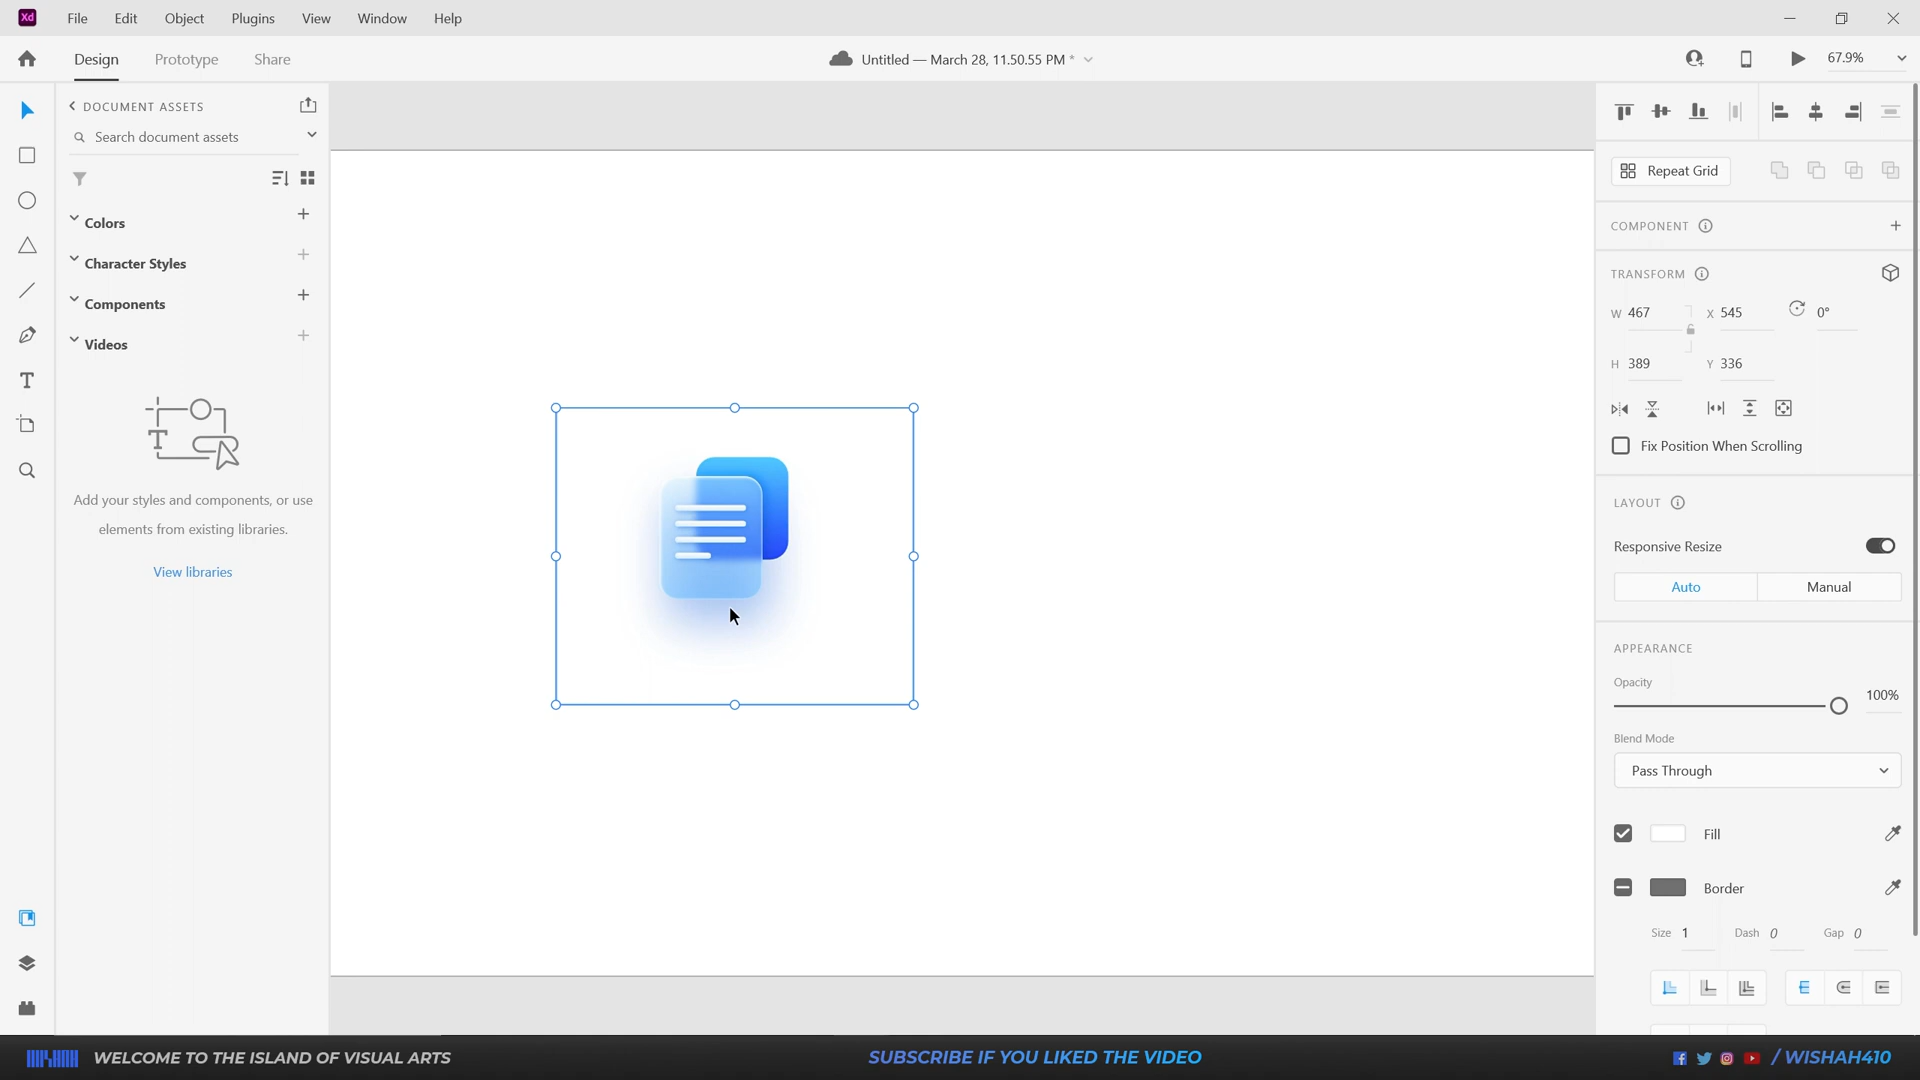 Xd File Edit Object Plugins View Window Help
Design Prototype Share Untitled — March 28, 11.50.55 PM * 67.9%
DOCUMENT ASSETS
Search document assets
Colors
Character Styles
Components
Videos
Add your styles and components, or use
elements from existing libraries.
View libraries
Repeat Grid
COMPONENT
TRANSFORM
W 467 X 545 0°
H 389 Y 336
Fix Position When Scrolling
LAYOUT
Responsive Resize
Auto Manual
APPEARANCE
Opacity
100%
Blend Mode
Pass Through
Fill
Border
Size 1 Dash 0 Gap 0
WELCOME TO THE ISLAND OF VISUAL ARTS SUBSCRIBE IF YOU LIKED THE VIDEO / WISHAH410